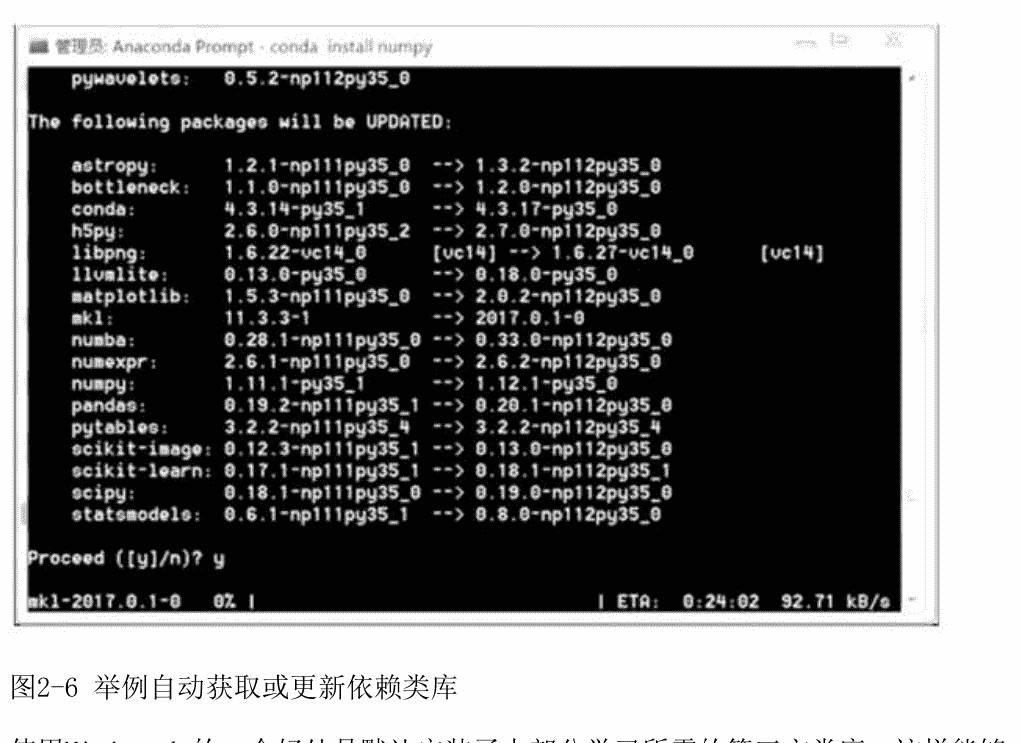 管理员: Anaconda Prompt - conda install numpy
pywavelets: 0.5.2-np112py35_0
The following packages will be UPDATED:
astropy: 1.2.1-np111py35_0 --> 1.3.2-np112py35_0
bottleneck: 1.1.0-np111py35_0 --> 1.2.0-np112py35_0
conda: 4.3.14-py35_1 --> 4.3.17-py35_0
h5py: 2.6.0-np111py35_2 --> 2.7.0-np112py35_0
libpng: 1.6.22-vc14_0 [vc14] --> 1.6.27-vc14_0 [vc14]
llvmlite: 0.13.0-py35_0 --> 0.18.0-py35_0
matplotlib: 1.5.3-np111py35_0 --> 2.0.2-np112py35_0
mkl: 11.3.3-1 --> 2017.0.1-0
numba: 0.28.1-np111py35_0 --> 0.33.0-np112py35_0
numexpr: 2.6.1-np111py35_0 --> 2.6.2-np112py35_0
numpy: 1.11.1-py35_1 --> 1.12.1-py35_0
pandas: 0.19.2-np111py35_1 --> 0.20.1-np112py35_0
pytables: 3.2.2-np111py35_4 --> 3.2.2-np112py35_4
scikit-image: 0.12.3-np111py35_1 --> 0.13.0-np112py35_0
scikit-learn: 0.17.1-np111py35_1 --> 0.18.1-np112py35_1
scipy: 0.18.1-np111py35_0 --> 0.19.0-np112py35_0
statsmodels: 0.6.1-np111py35_1 --> 0.8.0-np112py35_0
Proceed ([y]/n)? y
mkl-2017.0.1-0 0% | | ETA: 0:24:02 92.71 kB/s
图2-6 举例自动获取或更新依赖类库